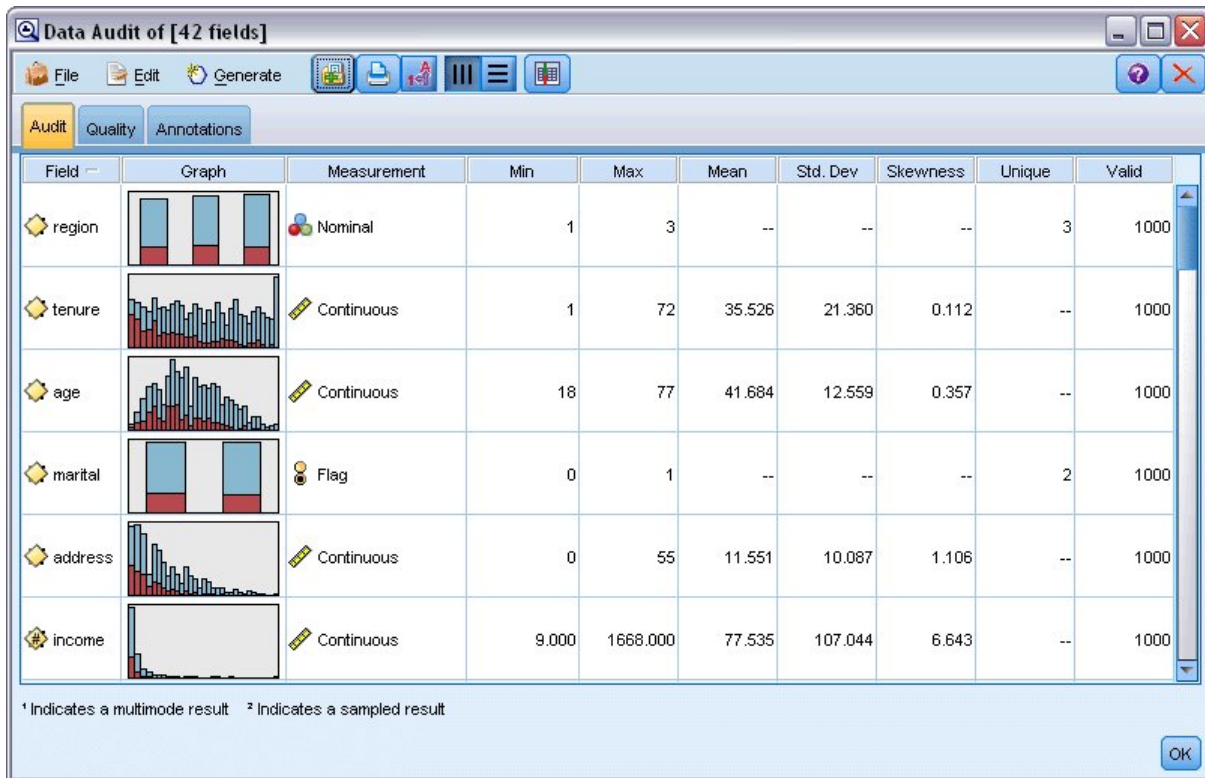 Data Audit of [42 fields]
File Edit Generate
Audit Quality Annotations
Field Graph Measurement Min Max Mean Std. Dev Skewness Unique Valid
region Nominal 1 3 -- -- -- 3 1000
tenure Continuous 1 72 35.526 21.360 0.112 -- 1000
age Continuous 18 77 41.684 12.559 0.357 -- 1000
marital Flag 0 1 -- -- -- 2 1000
address Continuous 0 55 11.551 10.087 1.106 -- 1000
income Continuous 9.000 1668.000 77.535 107.044 6.643 -- 1000
¹ Indicates a multimode result ² Indicates a sampled result
OK